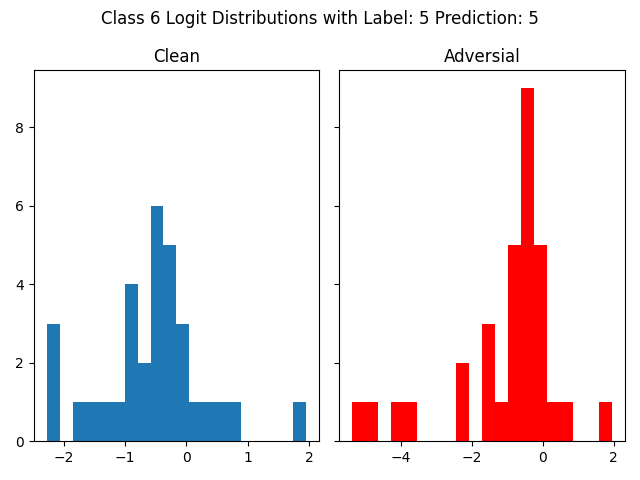 Class 6 Logit Distributions with Label: 5 Prediction: 5
Clean
Adversial
8
6
4
2
0
−2 −1 0 1 2
−4 −2 0 2